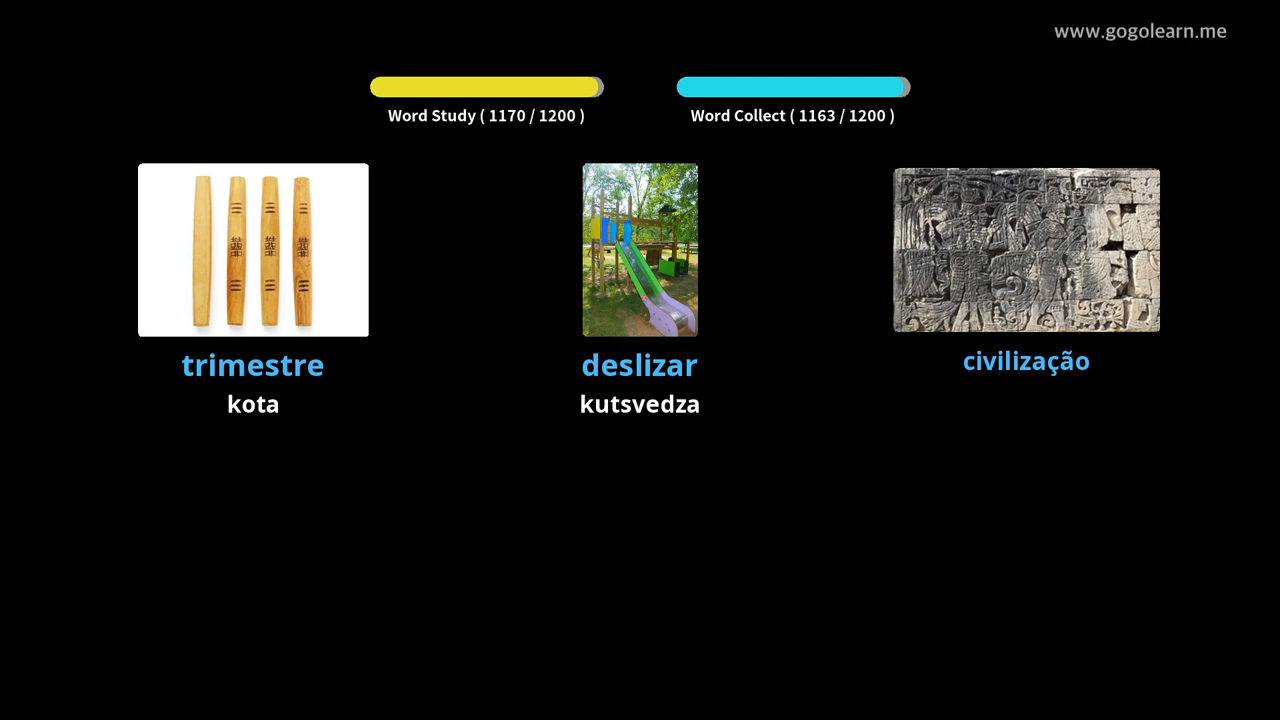 www.gogolearn.me
Word Study ( 1170 / 1200 )
Word Collect ( 1163 / 1200 )
trimestre
kota
deslizar
kutsvedza
civilização